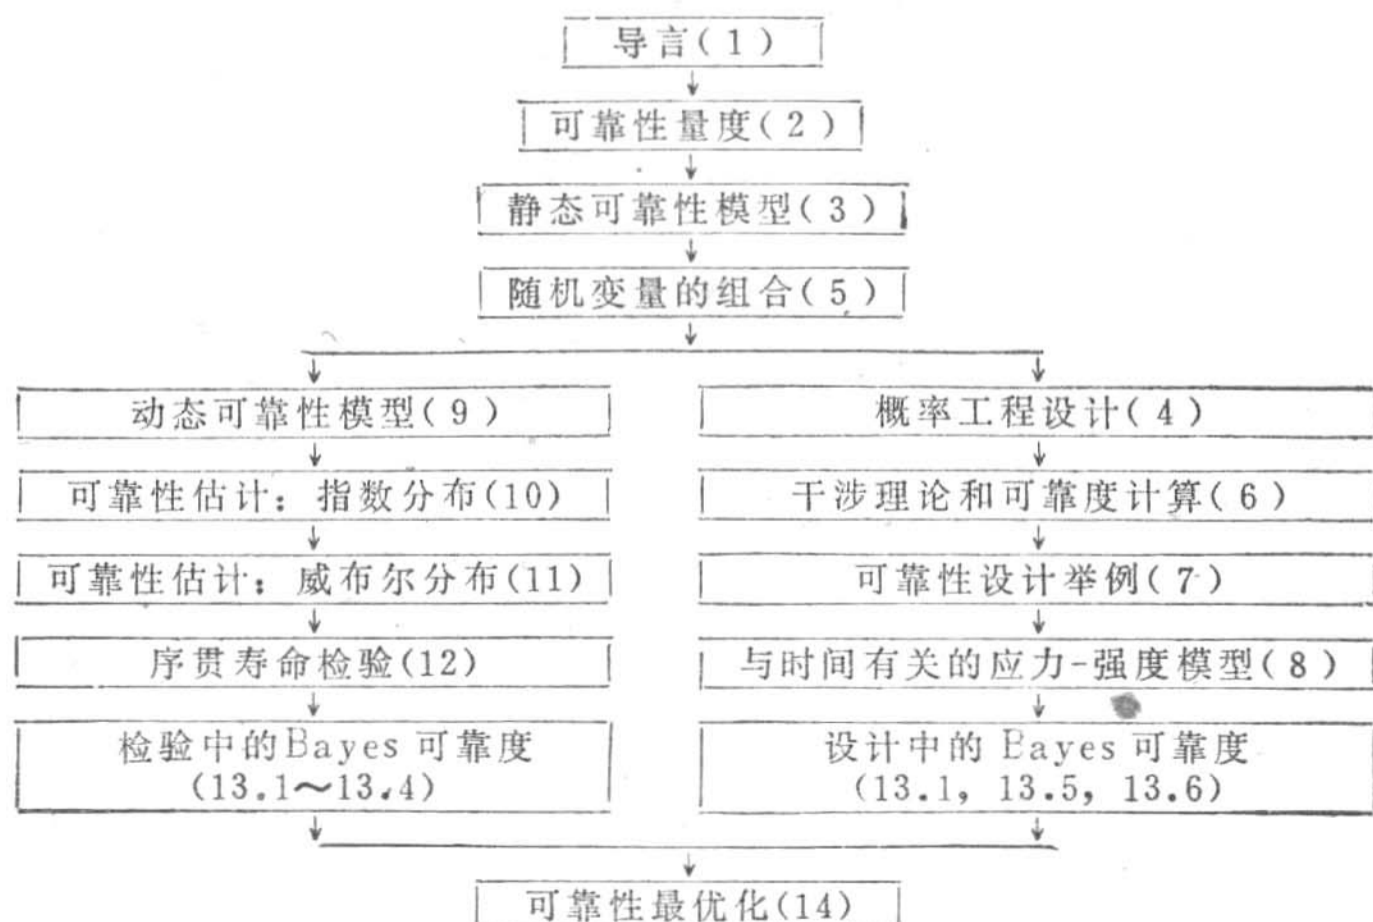 导言(1)
可靠性量度(2)
静态可靠性模型(3)
随机变量的组合(5)
动态可靠性模型(9)
可靠性估计：指数分布(10)
可靠性估计：威布尔分布(11)
序贯寿命检验(12)
检验中的Bayes可靠度
(13.1～13.4)
概率工程设计(4)
干涉理论和可靠度计算(6)
可靠性设计举例(7)
与时间有关的应力-强度模型(8)
设计中的Bayes可靠度
(13.1, 13.5, 13.6)
可靠性最优化(14)